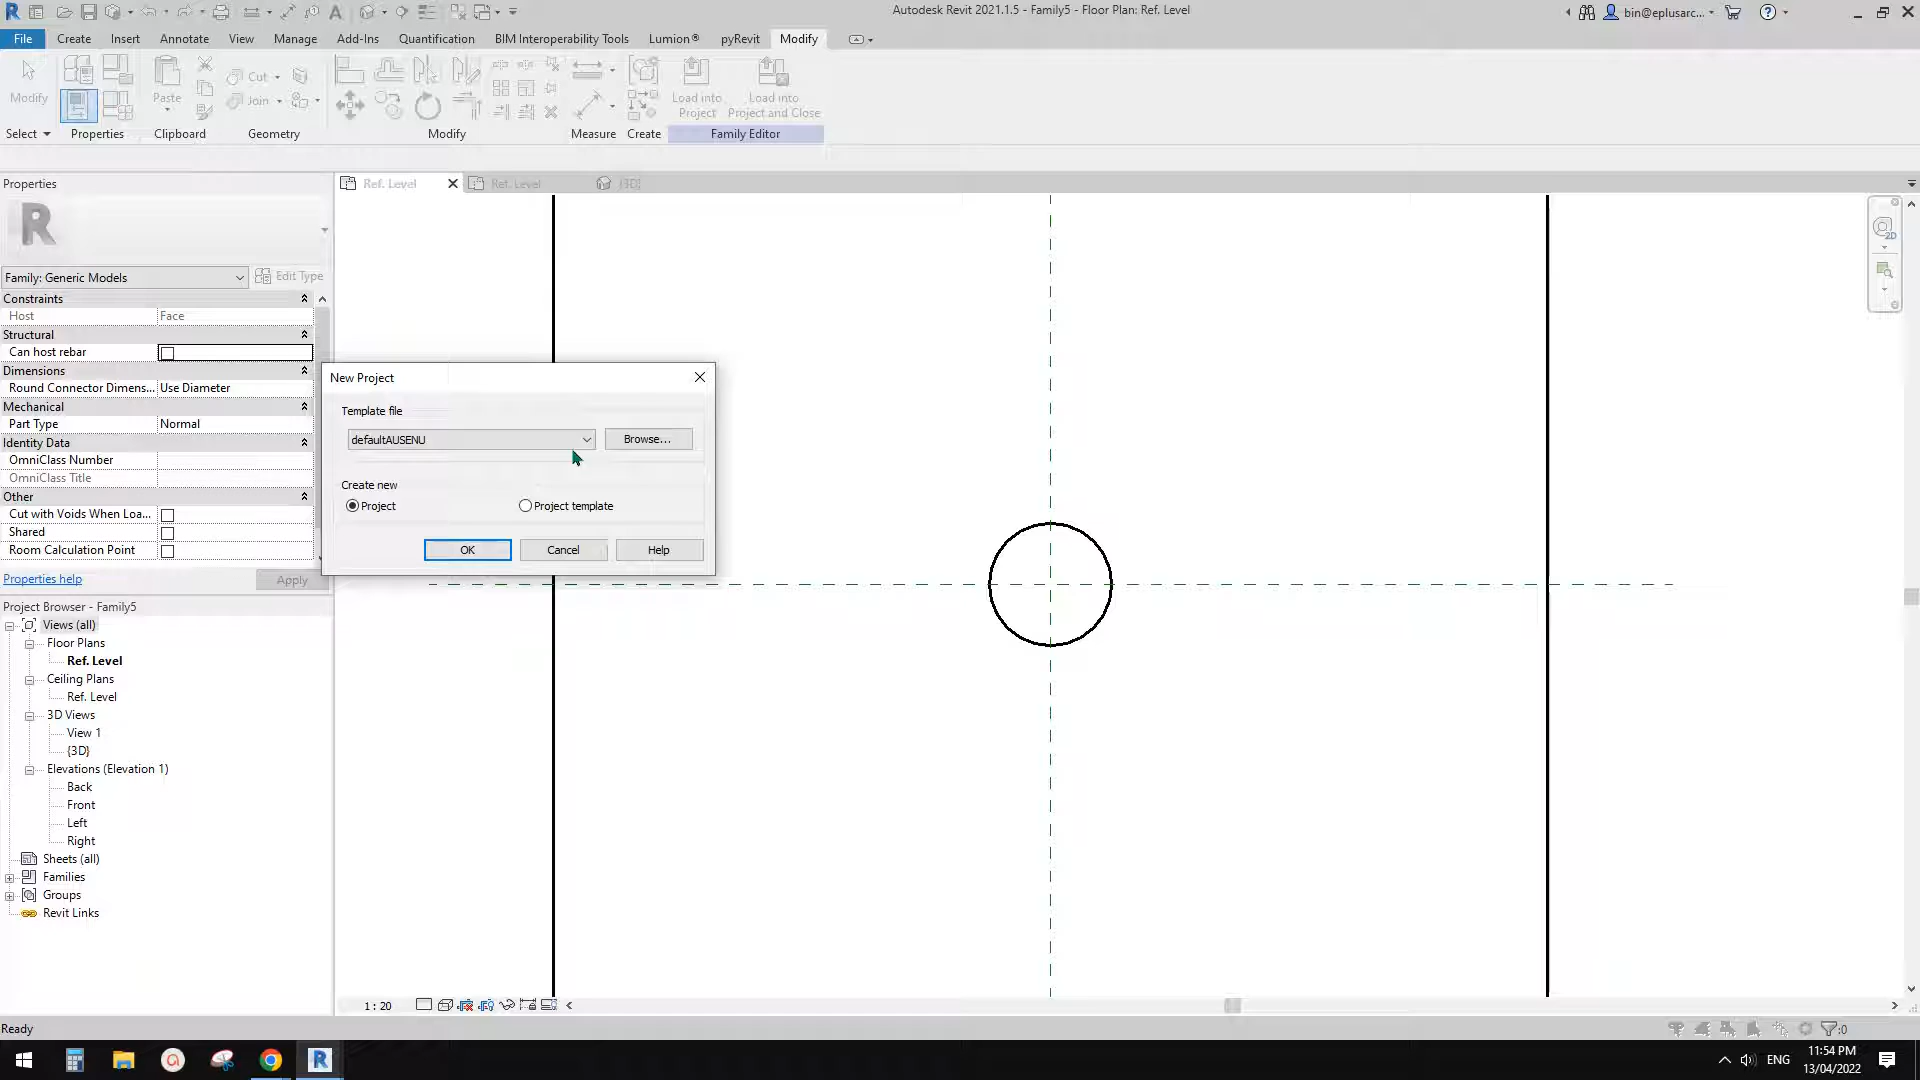 Autodesk Revit 2021.1.5 - Family5 - Floor Plan: Ref. Level
bin@eplusarc...
File Create Insert Annotate View Manage Add-Ins Quantification BIM Interoperability Tools Lumion® pyRevit Modify
Modify
Paste
Cut
Join
Load into Project
Load into Project and Close
Select Properties Clipboard Geometry Modify Measure Create Family Editor
Properties
Ref. Level
Ref. Level
{3D}
Family: Generic Models
Edit Type
Constraints
Host Face
Structural
Can host rebar
Dimensions
Round Connector Dimens... Use Diameter
Mechanical
Part Type Normal
Identity Data
OmniClass Number
OmniClass Title
Other
Cut with Voids When Loa...
Shared
Room Calculation Point
Properties help
Apply
New Project
Template file
defaultAUSENU
Browse...
Create new
Project
Project template
OK
Cancel
Help
2D
Project Browser - Family5
Views (all)
Floor Plans
Ref. Level
Ceiling Plans
Ref. Level
3D Views
View 1
{3D}
Elevations (Elevation 1)
Back
Front
Left
Right
Sheets (all)
Families
Groups
Revit Links
1 : 20
Ready
:0
ENG
11:54 PM
13/04/2022